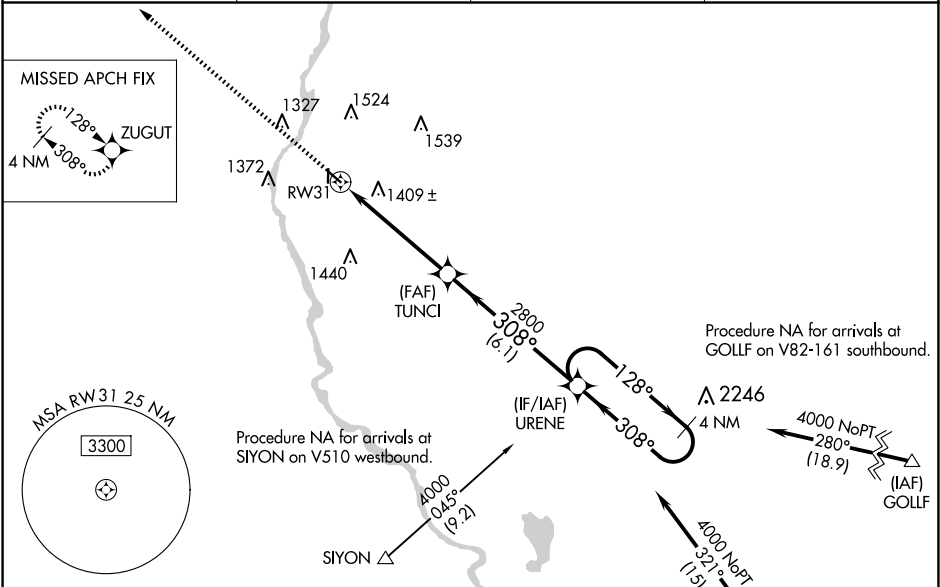 MISSED APCH FIX
128°
ZUGUT
4 NM
308°
1327
1524
1539
1372
RW31
1409 ±
1440
(FAF)
TUNCI
2800
308°
(6.1)
Procedure NA for arrivals at
GOLLF on V82-161 southbound.
128°
2246
4 NM
(IF/IAF)
URENE
308°
4000 NoPT
280°
(18.9)
(IAF)
GOLLF
MSA RW31 25 NM
3300
Procedure NA for arrivals at
SIYON on V510 westbound.
4000
045°
(9.2)
SIYON
4000 NoPT
321°